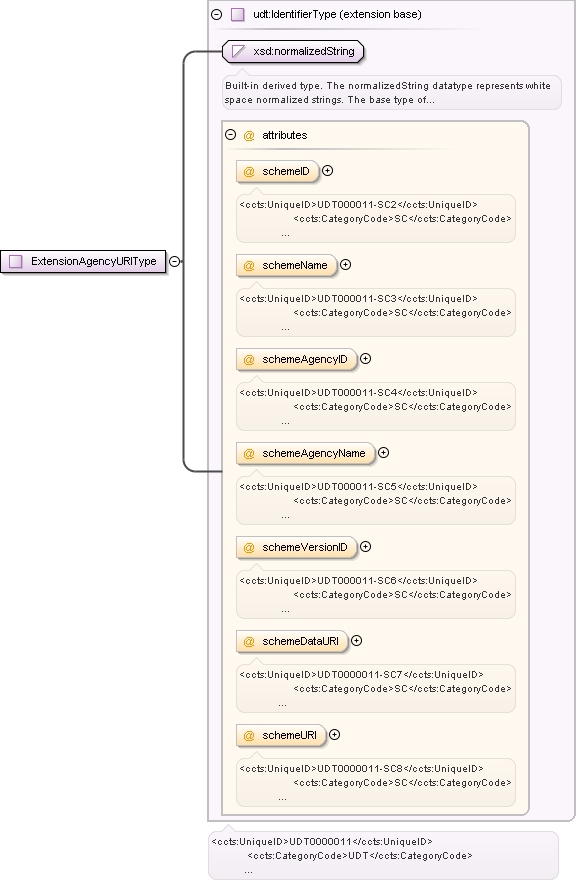 udt:IdentifierType (extension base)
xsd:normalizedString
Built-in derived type. The normalizedString datatype represents white
space normalized strings. The base type of...
@ attributes
@ schemeID
<ccts:UniqueID>UDT000011-SC2</ccts:UniqueID>
<ccts:CategoryCode>SC</ccts:CategoryCode>
...
ExtensionAgencyURIType
@ schemeName
<ccts:UniqueID>UDT000011-SC3</ccts:UniqueID>
<ccts:CategoryCode>SC</ccts:CategoryCode>
...
@ schemeAgencyID
<ccts:UniqueID>UDT000011-SC4</ccts:UniqueID>
<ccts:CategoryCode>SC</ccts:CategoryCode>
...
@ schemeAgencyName
<ccts:UniqueID>UDT000011-SC5</ccts:UniqueID>
<ccts:CategoryCode>SC</ccts:CategoryCode>
...
@ schemeVersionID
<ccts:UniqueID>UDT000011-SC6</ccts:UniqueID>
<ccts:CategoryCode>SC</ccts:CategoryCode>
...
@ schemeDataURI
<ccts:UniqueID>UDT0000011-SC7</ccts:UniqueID>
<ccts:CategoryCode>SC</ccts:CategoryCode>
...
@ schemeURI
<ccts:UniqueID>UDT0000011-SC8</ccts:UniqueID>
<ccts:CategoryCode>SC</ccts:CategoryCode>
...
<ccts:UniqueID>UDT0000011</ccts:UniqueID>
<ccts:CategoryCode>UDT</ccts:CategoryCode>
...